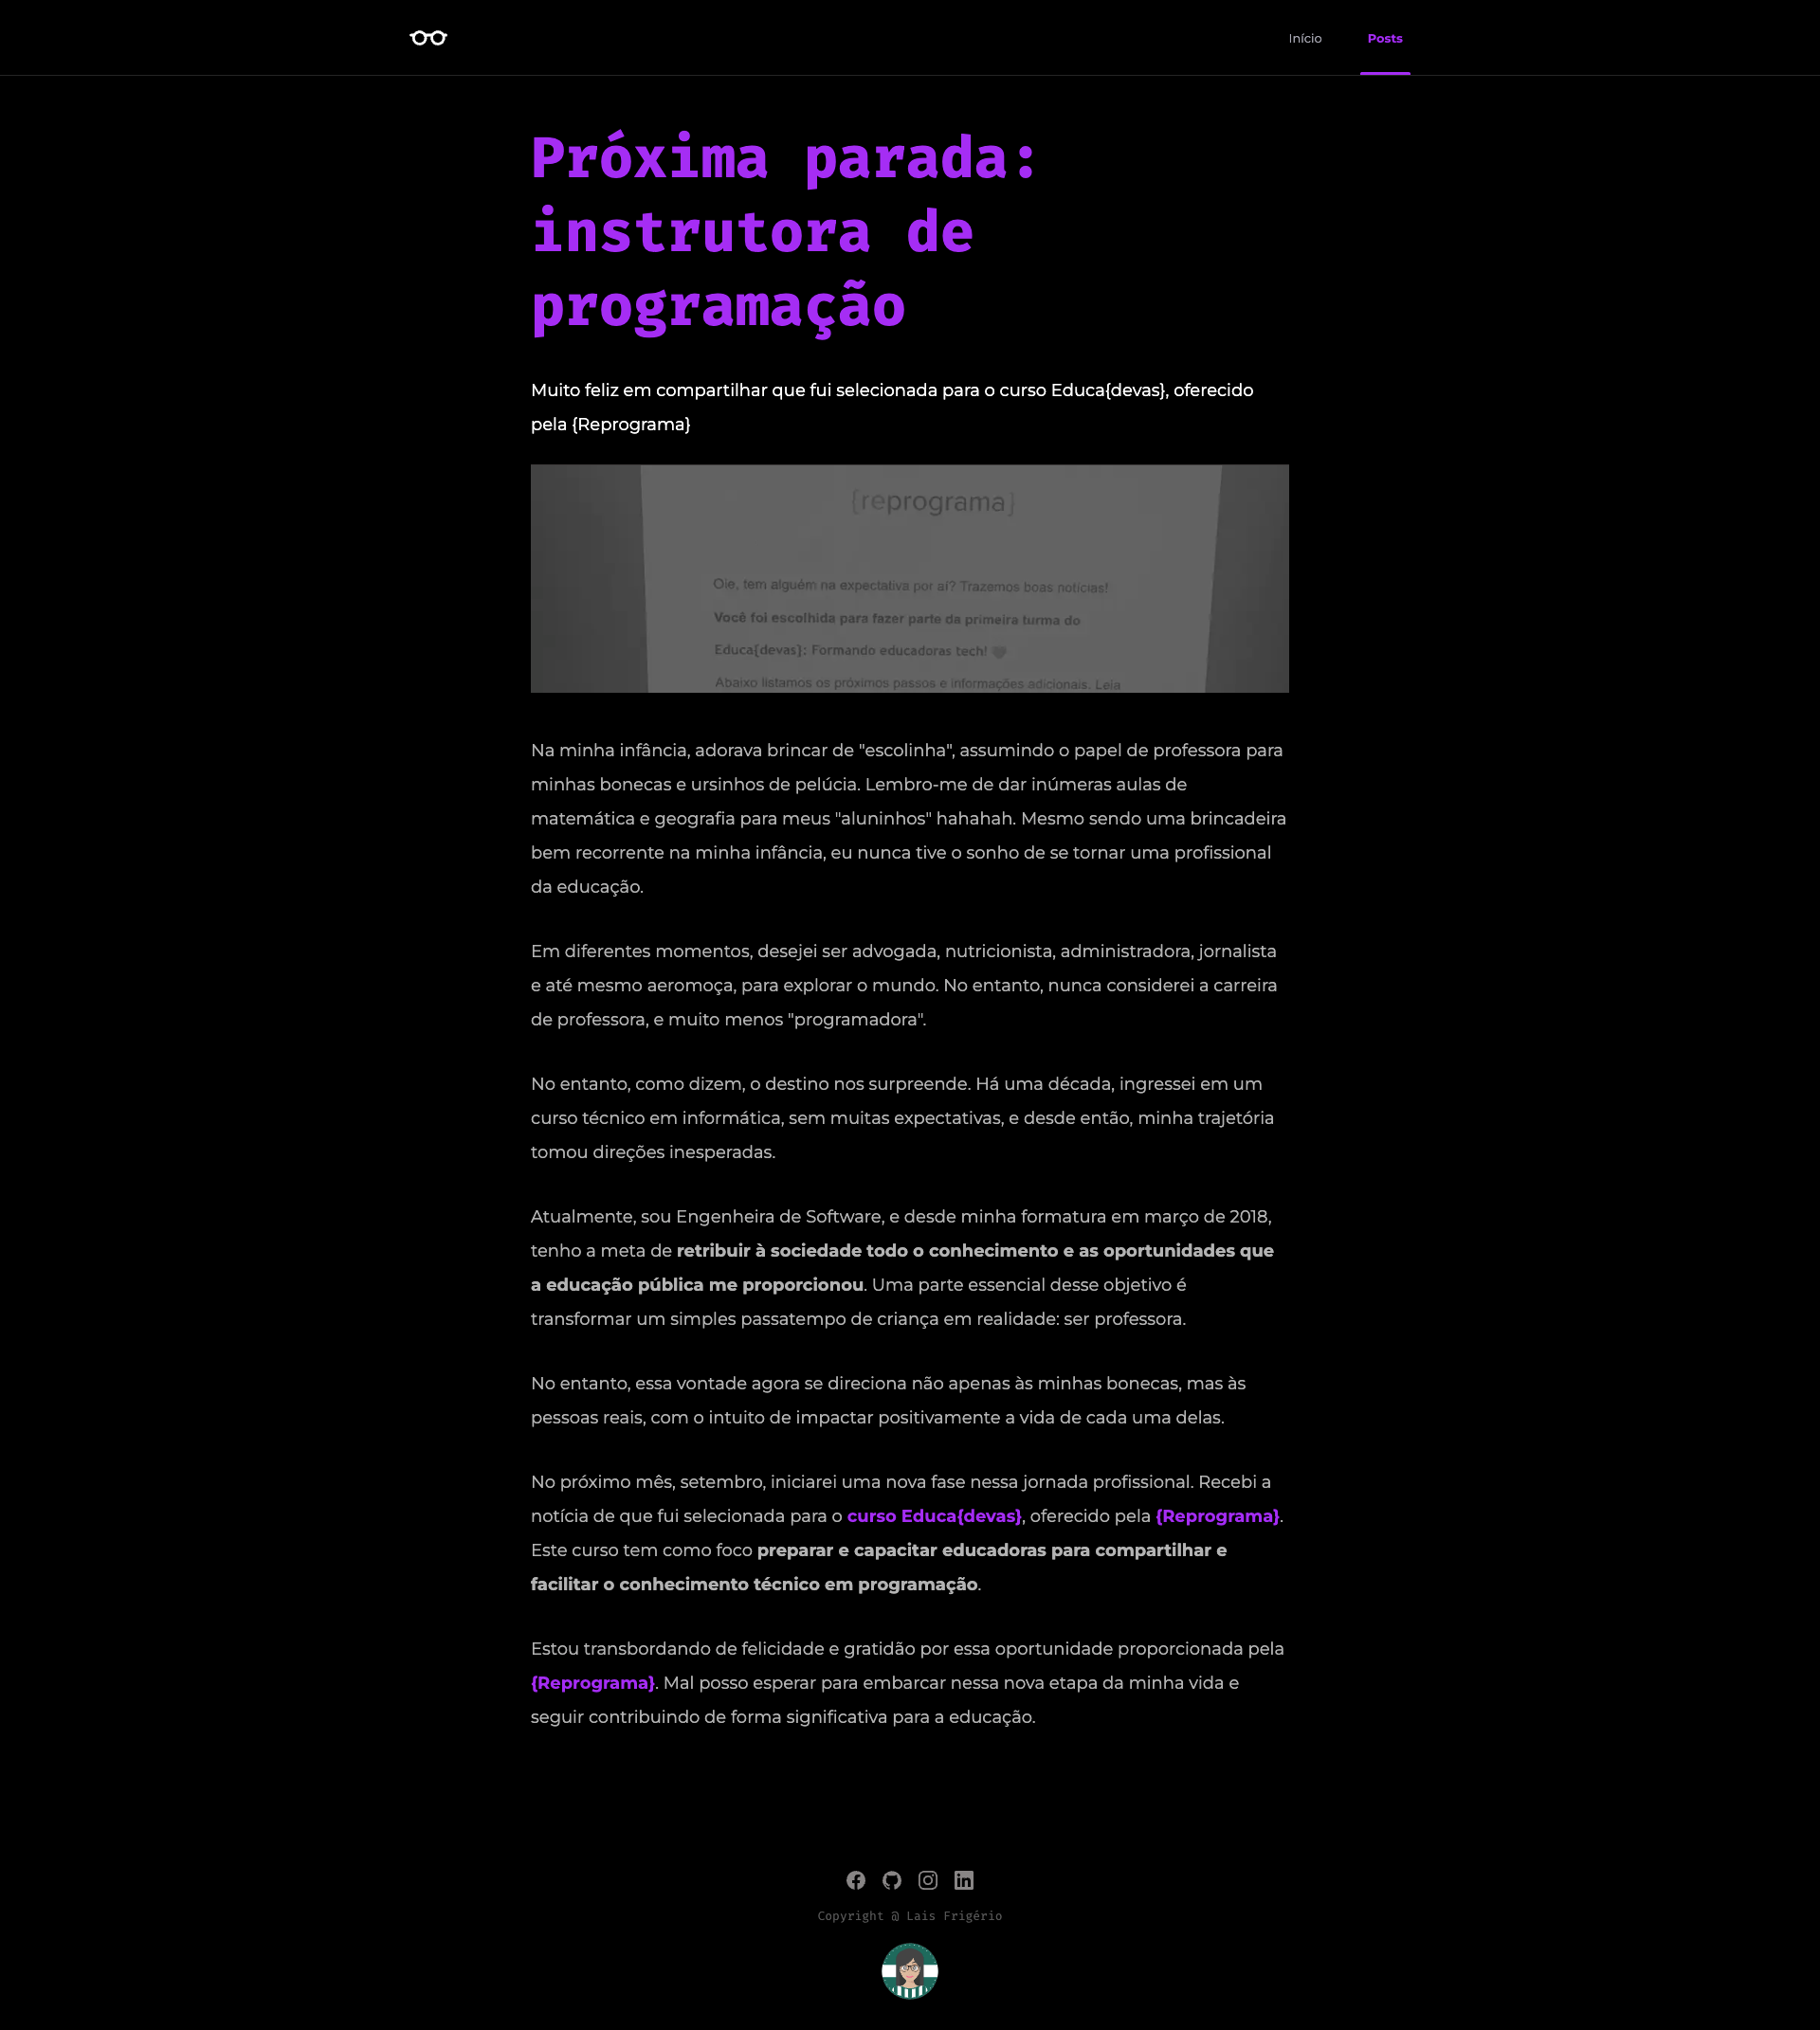 Início
Posts
Próxima parada:
instrutora de
programação
Muito feliz em compartilhar que fui selecionada para o curso Educa{devas}, oferecido
pela {Reprograma}
{reprograma}
Oie, tem alguém na expectativa por aí? Trazemos boas notícias!
Você foi escolhida para fazer parte da primeira turma do
Educa{devas}: Formando educadoras tech! 🖤
Abaixo listamos os próximos passos e informações adicionais. Leia
Na minha infância, adorava brincar de "escolinha", assumindo o papel de professora para
minhas bonecas e ursinhos de pelúcia. Lembro-me de dar inúmeras aulas de
matemática e geografia para meus "aluninhos" hahahah. Mesmo sendo uma brincadeira
bem recorrente na minha infância, eu nunca tive o sonho de se tornar uma profissional
da educação.
Em diferentes momentos, desejei ser advogada, nutricionista, administradora, jornalista
e até mesmo aeromoça, para explorar o mundo. No entanto, nunca considerei a carreira
de professora, e muito menos "programadora".
No entanto, como dizem, o destino nos surpreende. Há uma década, ingressei em um
curso técnico em informática, sem muitas expectativas, e desde então, minha trajetória
tomou direções inesperadas.
Atualmente, sou Engenheira de Software, e desde minha formatura em março de 2018,
tenho a meta de retribuir à sociedade todo o conhecimento e as oportunidades que
a educação pública me proporcionou. Uma parte essencial desse objetivo é
transformar um simples passatempo de criança em realidade: ser professora.
No entanto, essa vontade agora se direciona não apenas às minhas bonecas, mas às
pessoas reais, com o intuito de impactar positivamente a vida de cada uma delas.
No próximo mês, setembro, iniciarei uma nova fase nessa jornada profissional. Recebi a
notícia de que fui selecionada para o curso Educa{devas}, oferecido pela {Reprograma}.
Este curso tem como foco preparar e capacitar educadoras para compartilhar e
facilitar o conhecimento técnico em programação.
Estou transbordando de felicidade e gratidão por essa oportunidade proporcionada pela
{Reprograma}. Mal posso esperar para embarcar nessa nova etapa da minha vida e
seguir contribuindo de forma significativa para a educação.
Copyright @ Lais Frigério